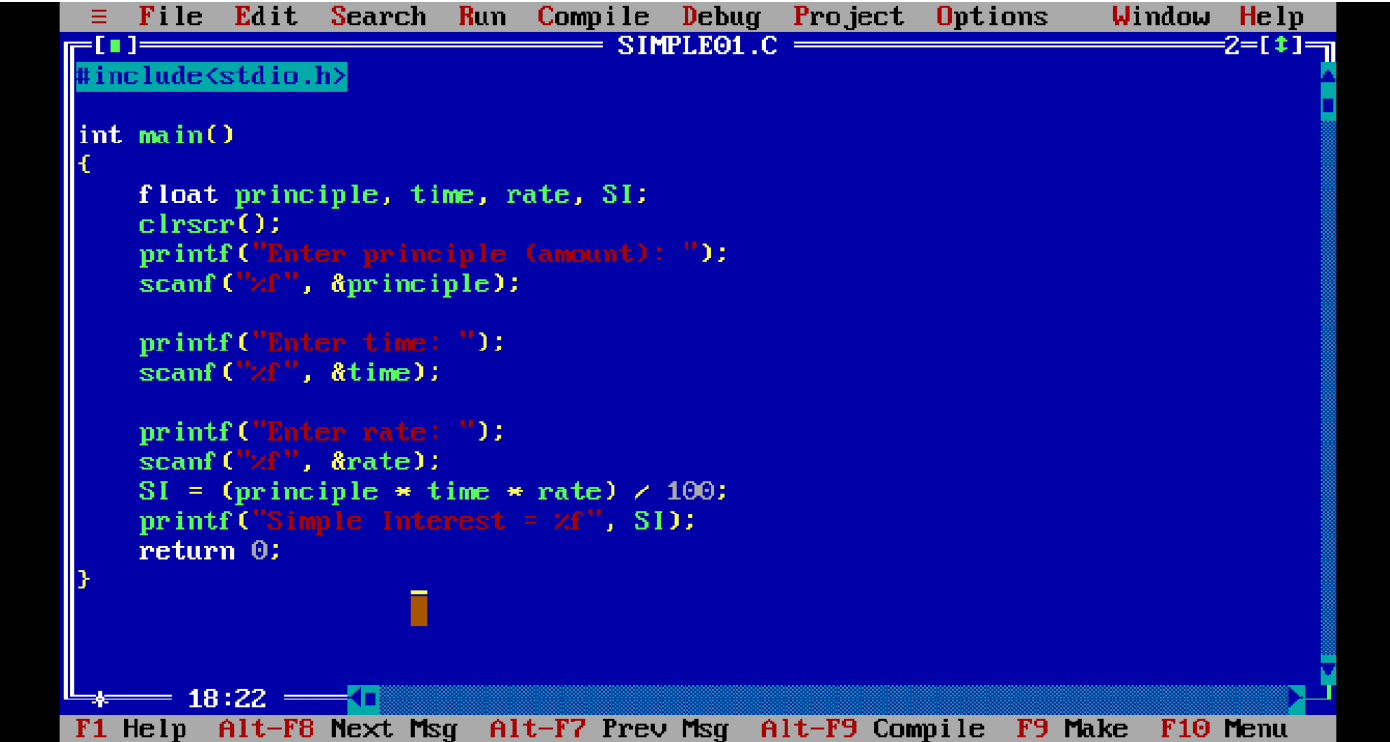 ≡ File Edit Search Run Compile Debug Project Options Window Help
[■] SIMPLE01.C 2=[↕]
#include<stdio.h>
int main()
{
float principle, time, rate, SI;
clrscr();
printf("Enter principle (amount): ");
scanf("%f", &principle);
printf("Enter time: ");
scanf("%f", &time);
printf("Enter rate: ");
scanf("%f", &rate);
SI = (principle * time * rate) / 100;
printf("Simple Interest = %f", SI);
return 0;
}
* 18:22
F1 Help Alt-F8 Next Msg Alt-F7 Prev Msg Alt-F9 Compile F9 Make F10 Menu